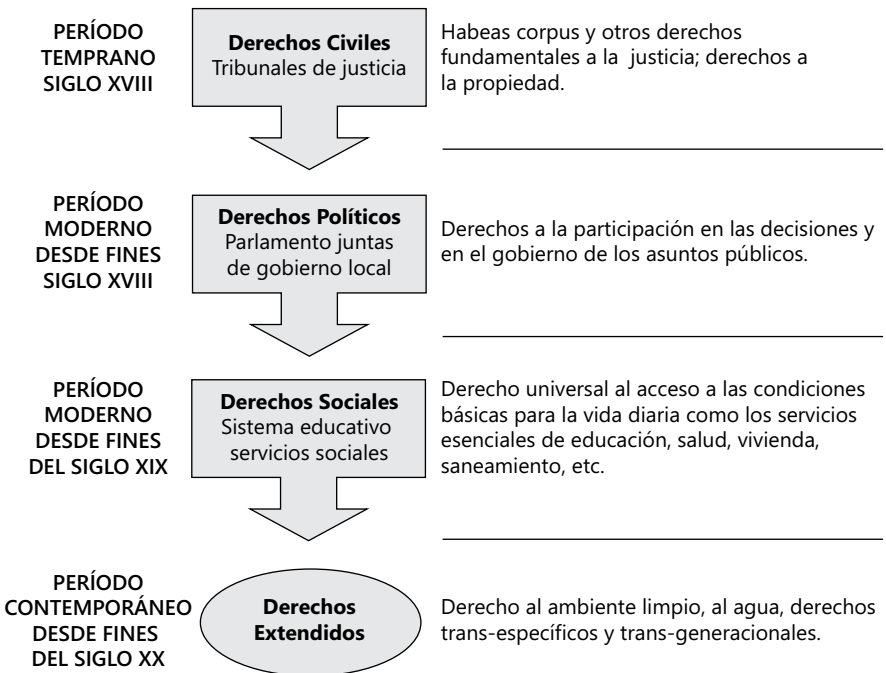 PERÍODO
TEMPRANO
SIGLO XVIII
Derechos Civiles
Tribunales de justicia
Habeas corpus y otros derechos
fundamentales a la justicia; derechos a
la propiedad.
PERÍODO
MODERNO
DESDE FINES
SIGLO XVIII
Derechos Políticos
Parlamento juntas
de gobierno local
Derechos a la participación en las decisiones y
en el gobierno de los asuntos públicos.
PERÍODO
MODERNO
DESDE FINES
DEL SIGLO XIX
Derechos Sociales
Sistema educativo
servicios sociales
Derecho universal al acceso a las condiciones
básicas para la vida diaria como los servicios
esenciales de educación, salud, vivienda,
saneamiento, etc.
PERÍODO
CONTEMPORÁNEO
DESDE FINES
DEL SIGLO XX
Derechos
Extendidos
Derecho al ambiente limpio, al agua, derechos
trans-específicos y trans-generacionales.